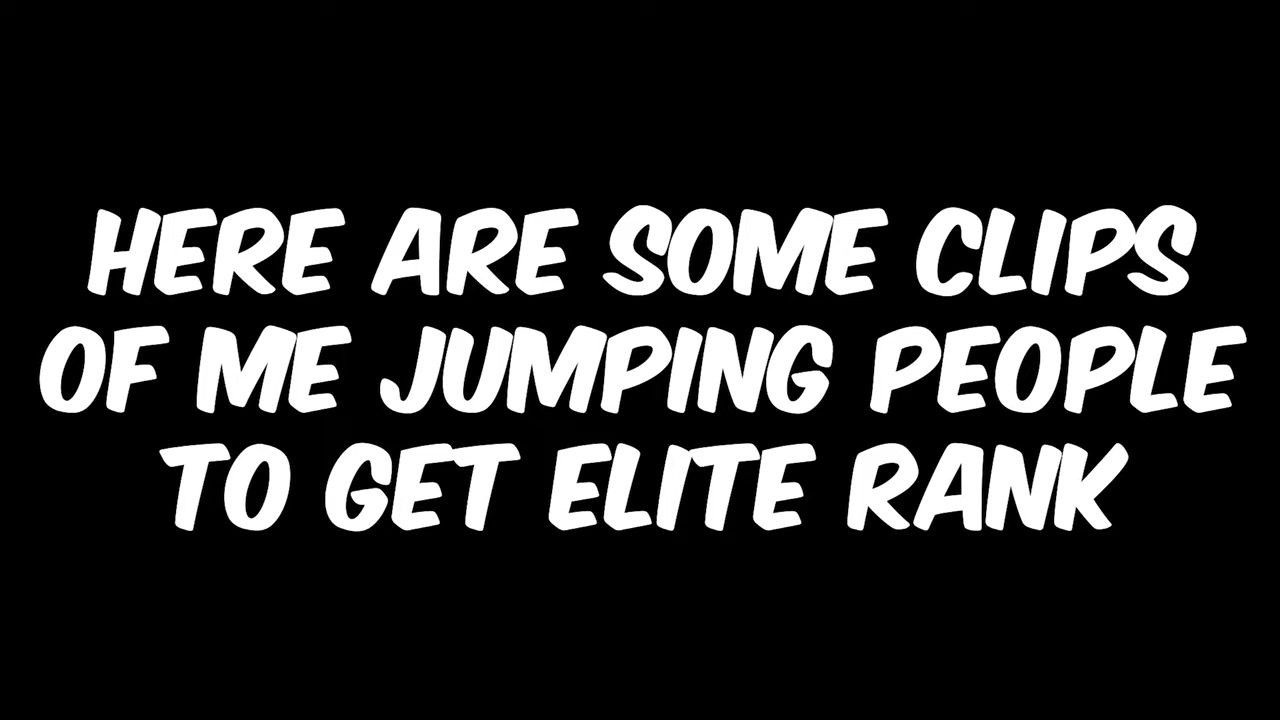 HERE ARE SOME CLIPS
OF ME JUMPING PEOPLE
TO GET ELITE RANK